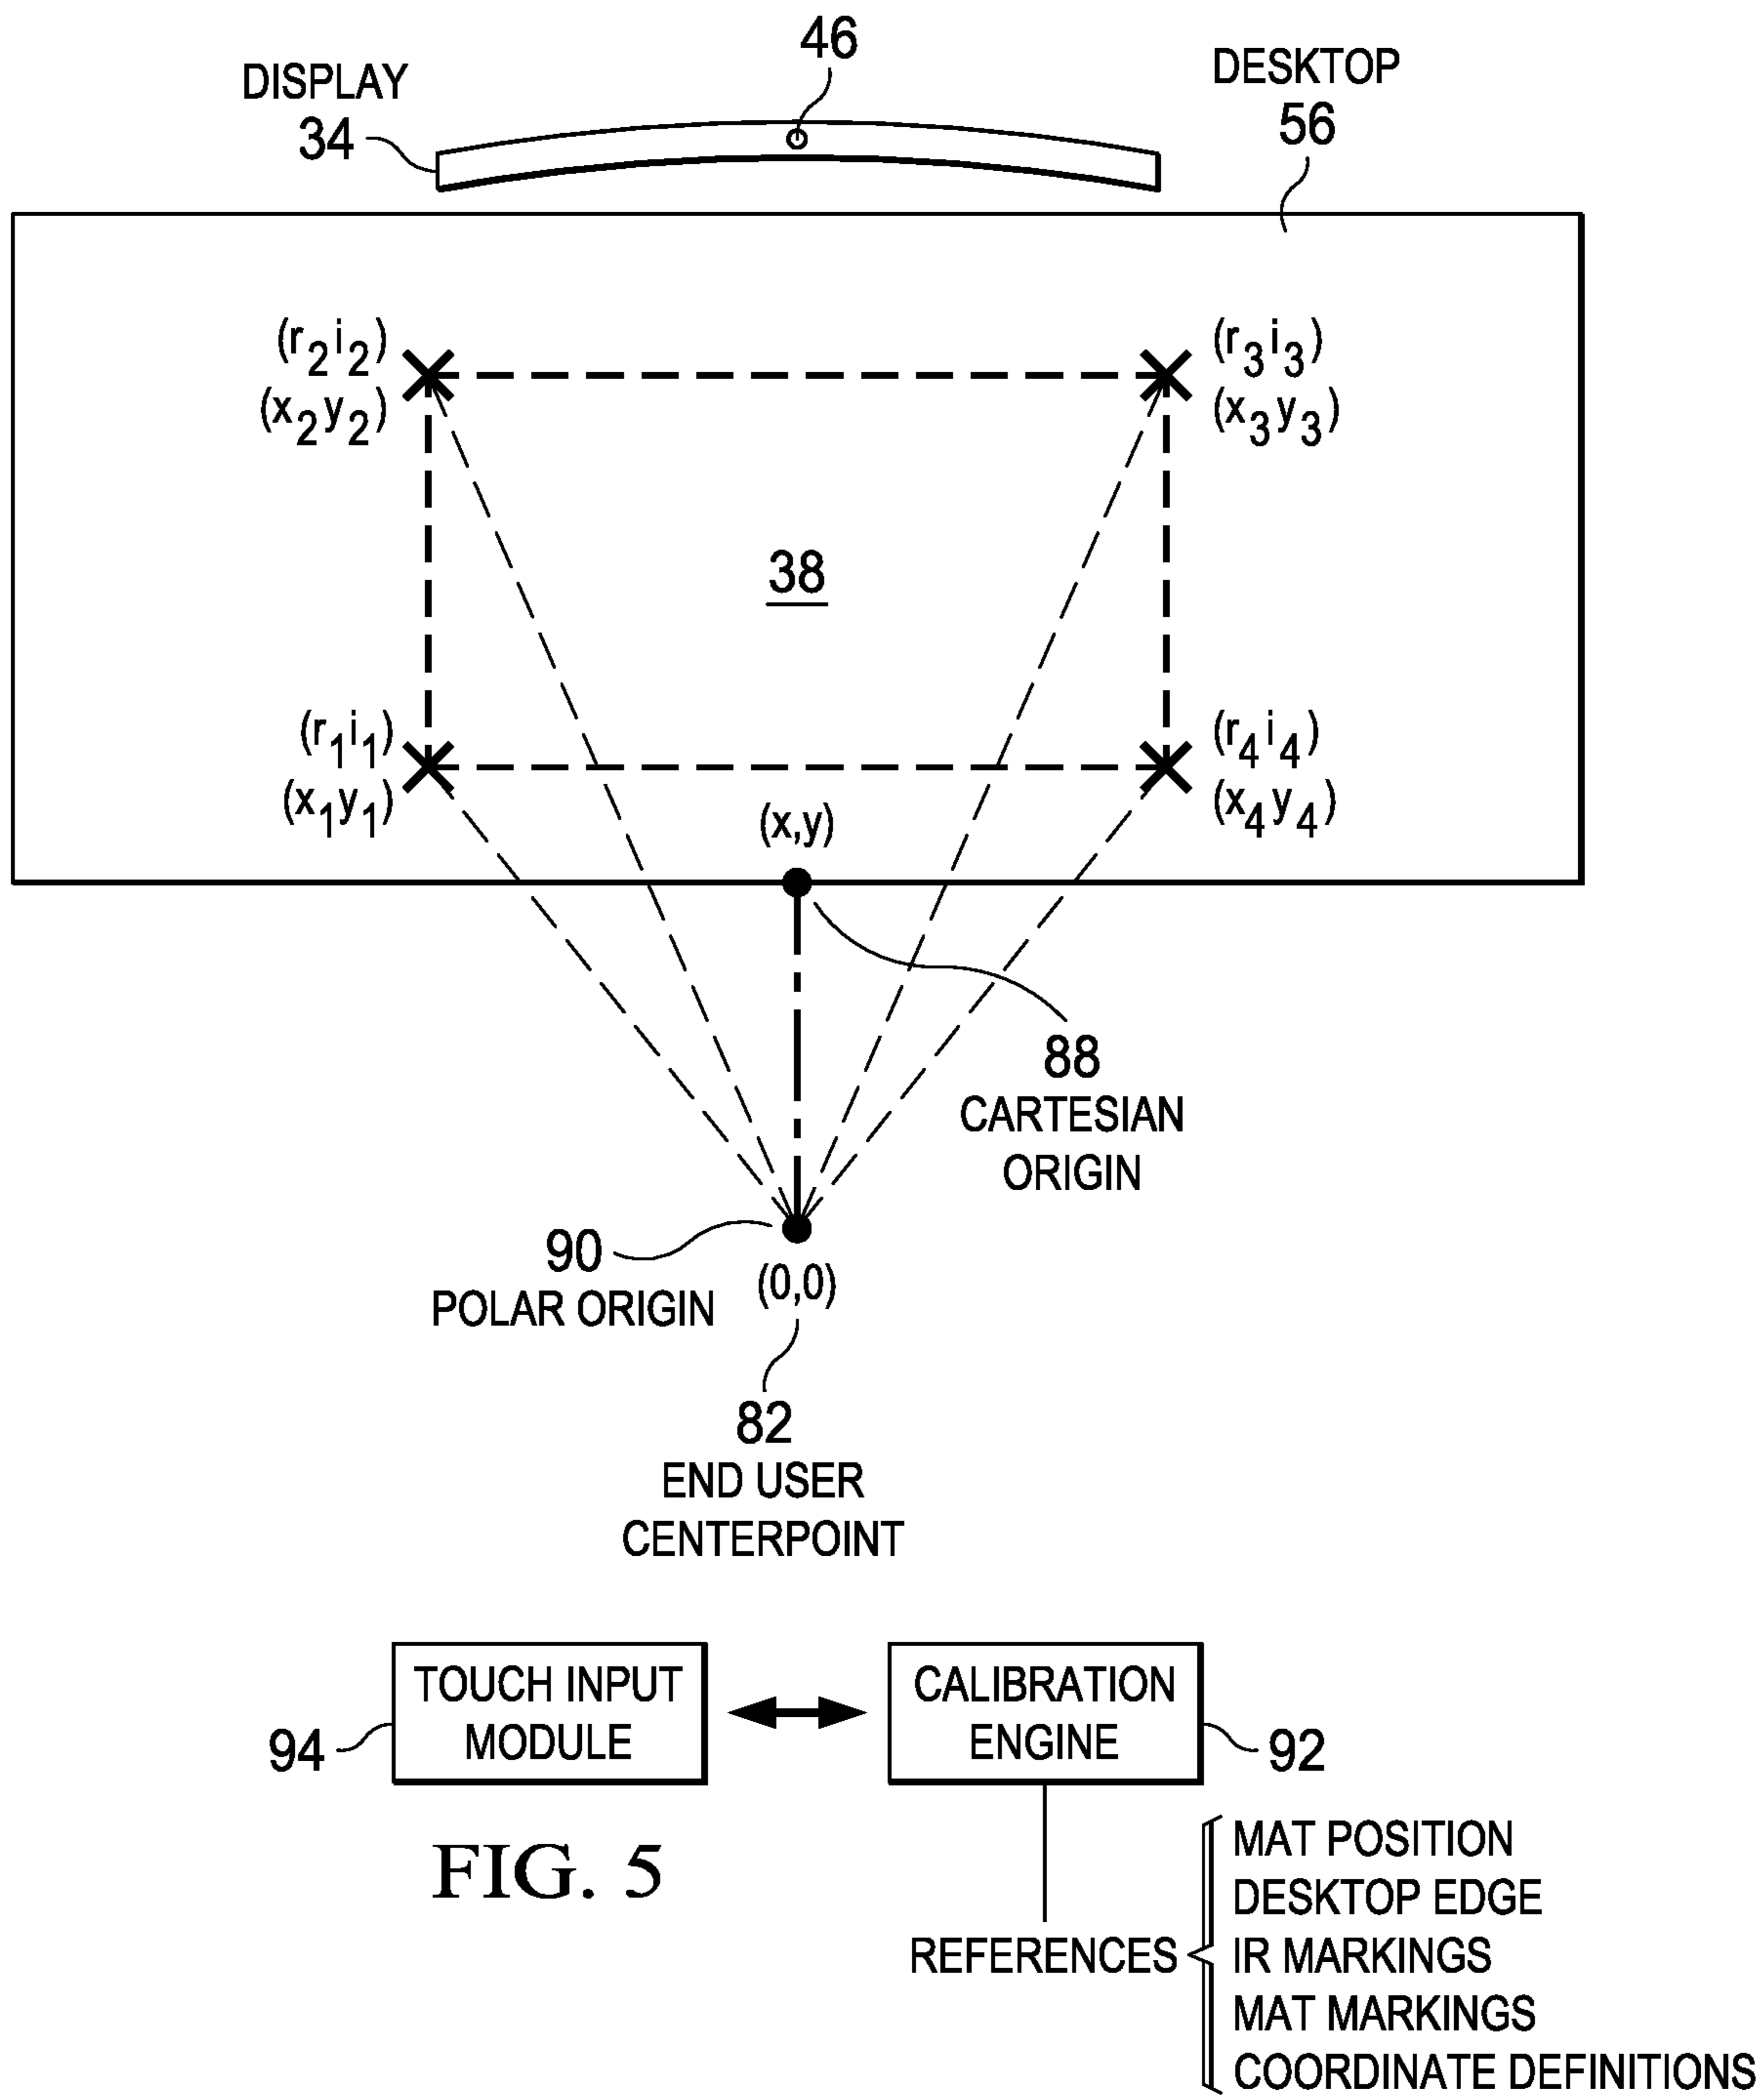 46
DISPLAY
34
DESKTOP
56
(r₂i₂)
(x₂y₂)
(r₃i₃)
(x₃y₃)
38
(r₁i₁)
(x₁y₁)
(r₄i₄)
(x₄y₄)
(x,y)
88
CARTESIAN
ORIGIN
90
POLAR ORIGIN
(0,0)
82
END USER
CENTERPOINT
TOUCH INPUT
MODULE
94
CALIBRATION
ENGINE
92
FIG. 5
REFERENCES
MAT POSITION
DESKTOP EDGE
IR MARKINGS
MAT MARKINGS
COORDINATE DEFINITIONS